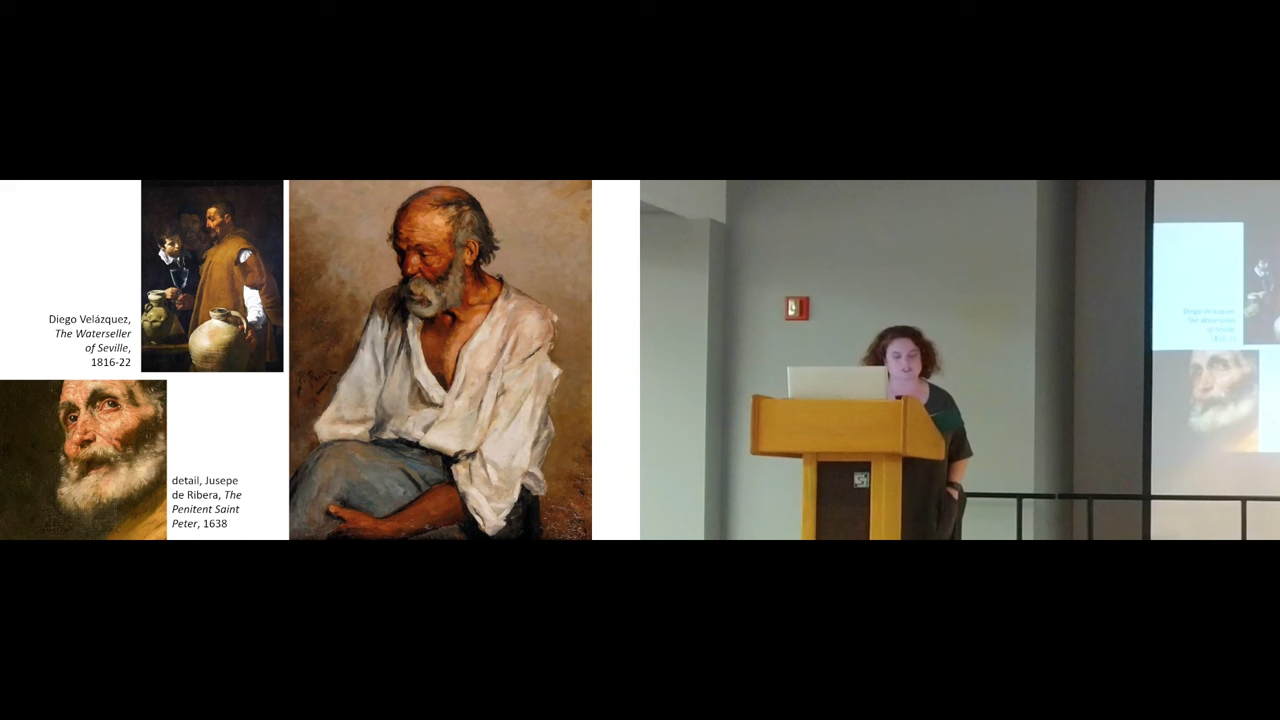 Diego Velázquez,
The Waterseller
of Seville,
1816-22
detail, Jusepe
de Ribera, The
Penitent Saint
Peter, 1638